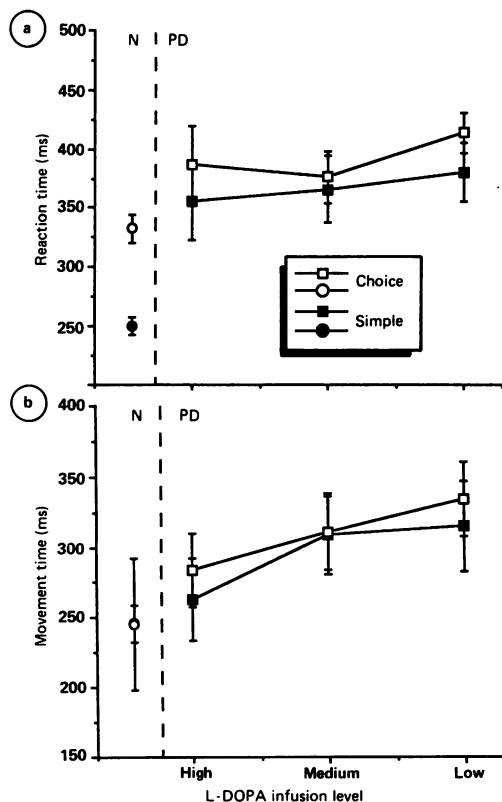 a
N PD
500
450
400
350
300
250
Reaction time (ms)
Choice
Simple
b
N PD
400
350
300
250
200
150
Movement time (ms)
High Medium Low
L-DOPA infusion level